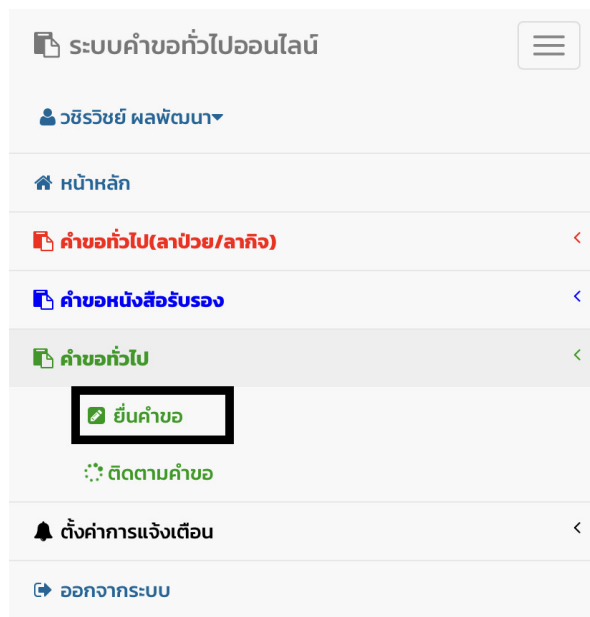 ระบบคำขอทั่วไปออนไลน์
วชิรวิชย์ ผลพัฒนา
หน้าหลัก
คำขอทั่วไป(ลาป่วย/ลากิจ)
คำขอหนังสือรับรอง
คำขอทั่วไป
ยื่นคำขอ
ติดตามคำขอ
ตั้งค่าการแจ้งเตือน
ออกจากระบบ